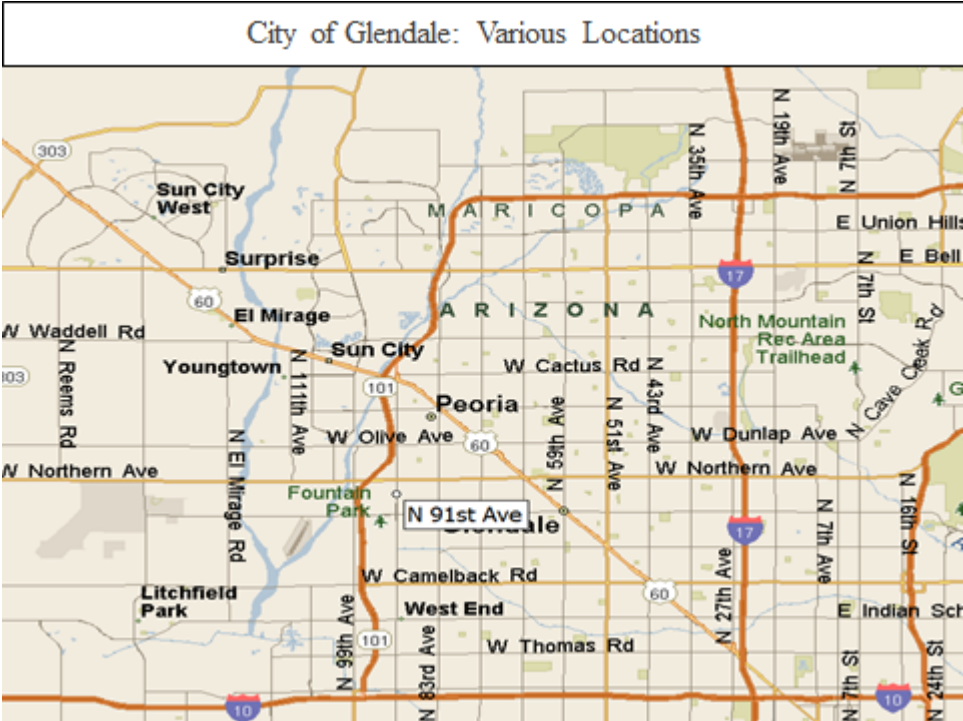 City of Glendale: Various Locations
N 19th Ave
N 7th St
N 35th Ave
303
Sun City
West
MARICOPA
E Union Hills
Surprise
E Bell
17
N 7th St
60
El Mirage
ARIZONA
North Mountain
Rec Area
Trailhead
W Waddell Rd
Sun City
N Cave Creek Rd
Youngtown
W Cactus Rd
303
N Reems Rd
N 111th Ave
101
N 43rd Ave
G
Peoria
N 59th Ave
N 51st Ave
W Olive Ave
60
W Dunlap Ave
N El Mirage Rd
W Northern Ave
W Northern Ave
Fountain
Park
N 91st Ave
Glendale
N 7th Ave
N 16th St
17
W Camelback Rd
N 27th Ave
Litchfield
Park
60
West End
E Indian Sch
N 99th Ave
101
N 83rd Ave
W Thomas Rd
N 7th St
N 24th St
10
10